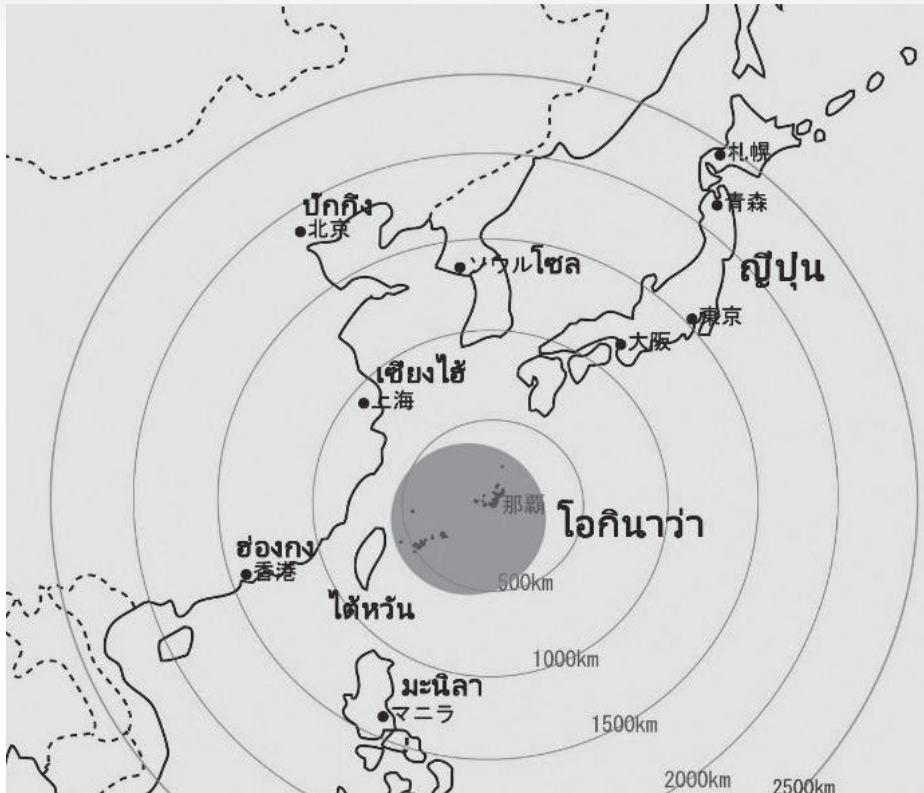 札幌
青森
ปักกิ่ง
北京
ソウル โซล
ญี่ปุ่น
東京
大阪
เซี่ยงไฮ้
上海
那覇
โอกินาว่า
ฮ่องกง
香港
500km
ไต้หวัน
1000km
มะนิลา
マニラ
1500km
2000km
2500km